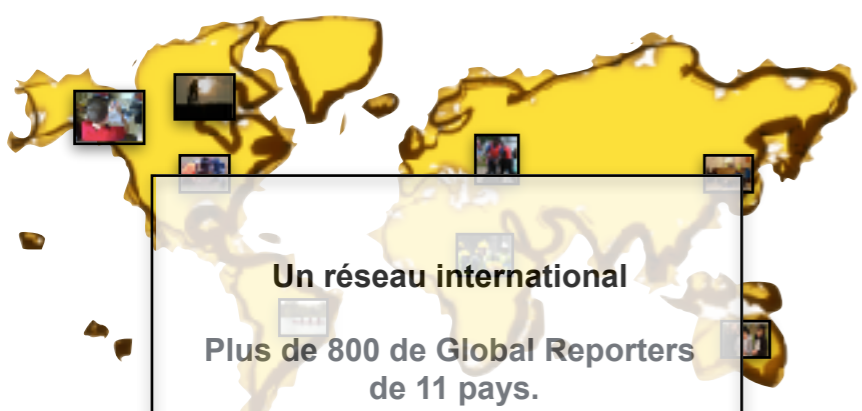 Un réseau international
Plus de 800 de Global Reporters
de 11 pays.